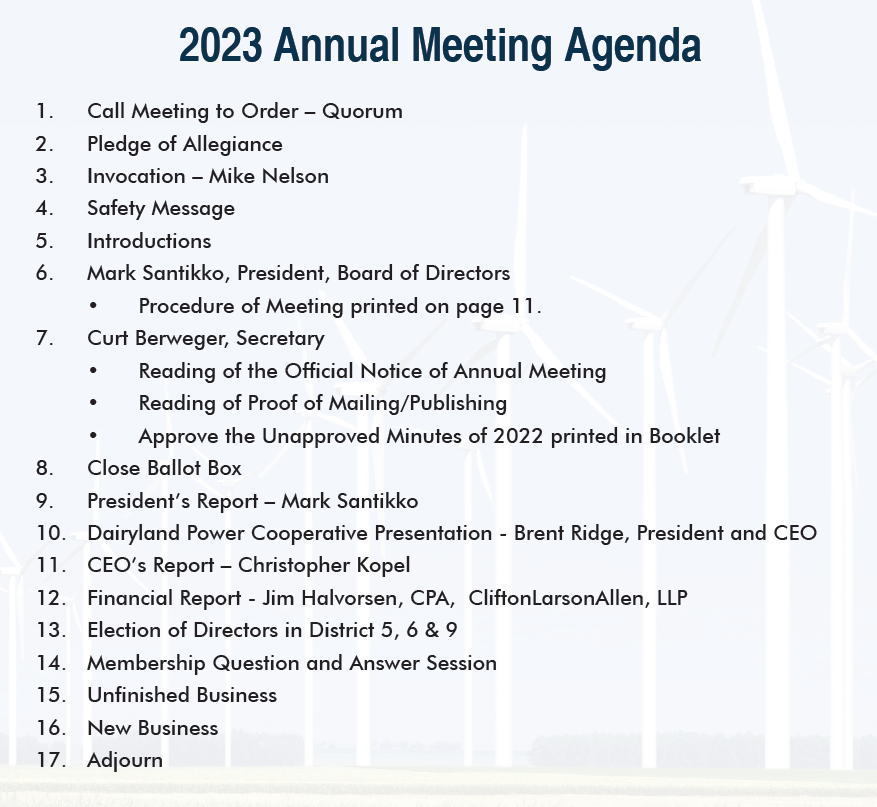 2023 Annual Meeting Agenda
1. Call Meeting to Order – Quorum
2. Pledge of Allegiance
3. Invocation – Mike Nelson
4. Safety Message
5. Introductions
6. Mark Santikko, President, Board of Directors
• Procedure of Meeting printed on page 11.
7. Curt Berweger, Secretary
• Reading of the Official Notice of Annual Meeting
• Reading of Proof of Mailing/Publishing
• Approve the Unapproved Minutes of 2022 printed in Booklet
8. Close Ballot Box
9. President’s Report – Mark Santikko
10. Dairyland Power Cooperative Presentation - Brent Ridge, President and CEO
11. CEO’s Report – Christopher Kopel
12. Financial Report - Jim Halvorsen, CPA,  CliftonLarsonAllen, LLP
13. Election of Directors in District 5, 6 & 9
14. Membership Question and Answer Session
15. Unfinished Business
16. New Business
17. Adjourn